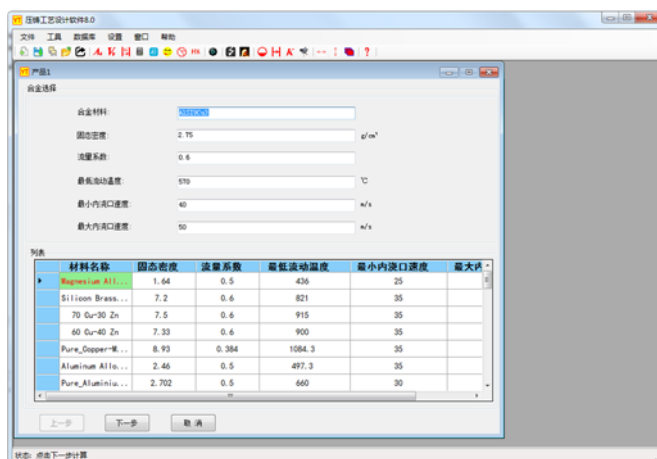 压铸工艺设计软件8.0
文件 工具 数据库 设置 窗口 帮助
产品1
合金选择
合金材料:
固态密度: 2.75 g/cm³
流量系数: 0.6
最低流动温度: 570 ℃
最小内浇口速度: 40 m/s
最大内浇口速度: 50 m/s
列表
材料名称 固态密度 流量系数 最低流动温度 最小内浇口速度 最大内
Magnesium All... 1.64 0.5 436 25
Silicon Brass... 7.2 0.6 821 35
70 Cu-30 Zn 7.5 0.6 915 35
60 Cu-40 Zn 7.33 0.6 900 35
Pure_Copper-M... 8.93 0.384 1084.3 35
Aluminum Allo... 2.46 0.5 497.3 35
Pure_Aluminiu... 2.702 0.5 660 30
上一步 下一步 取 消
状态: 点击下一步计算